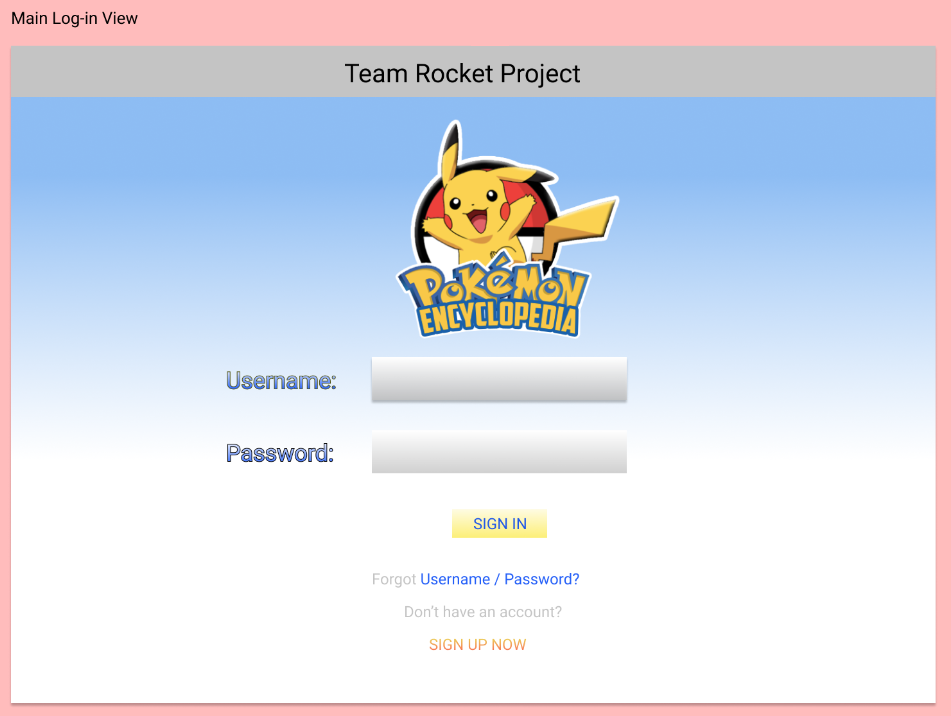 Main Log-in View
Team Rocket Project
POKéMON
ENCYCLOPEDIA
Username:
Password:
SIGN IN
Forgot Username / Password?
Don't have an account?
SIGN UP NOW